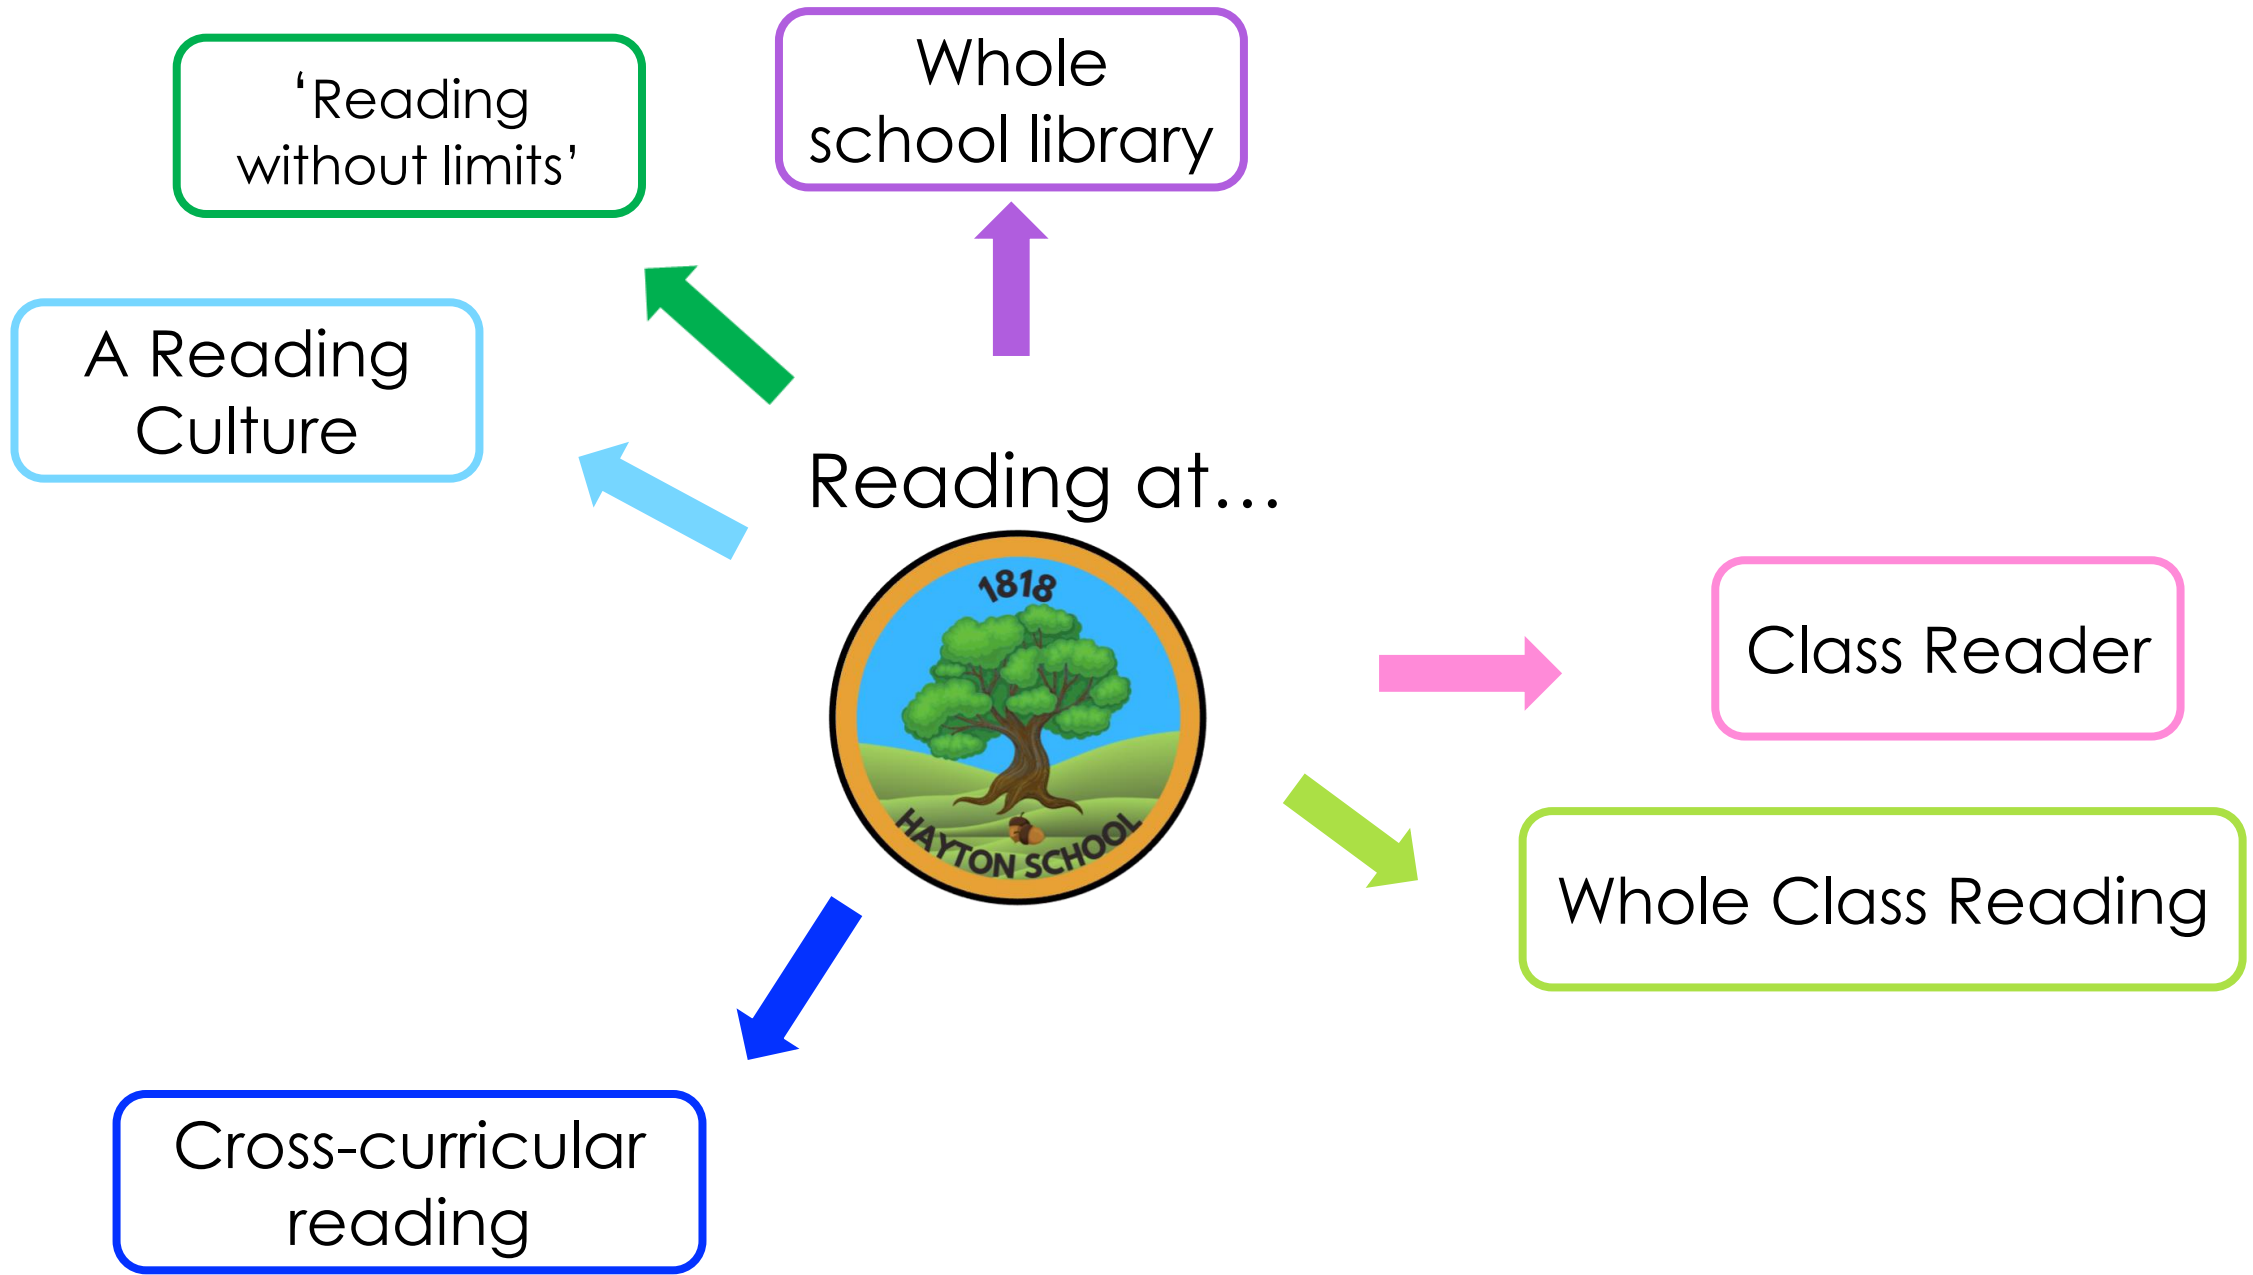 Whole
school library
‘Reading
without limits’
A Reading
Culture
Reading at…
1818
HAYTON SCHOOL
Class Reader
Whole Class Reading
Cross-curricular
reading